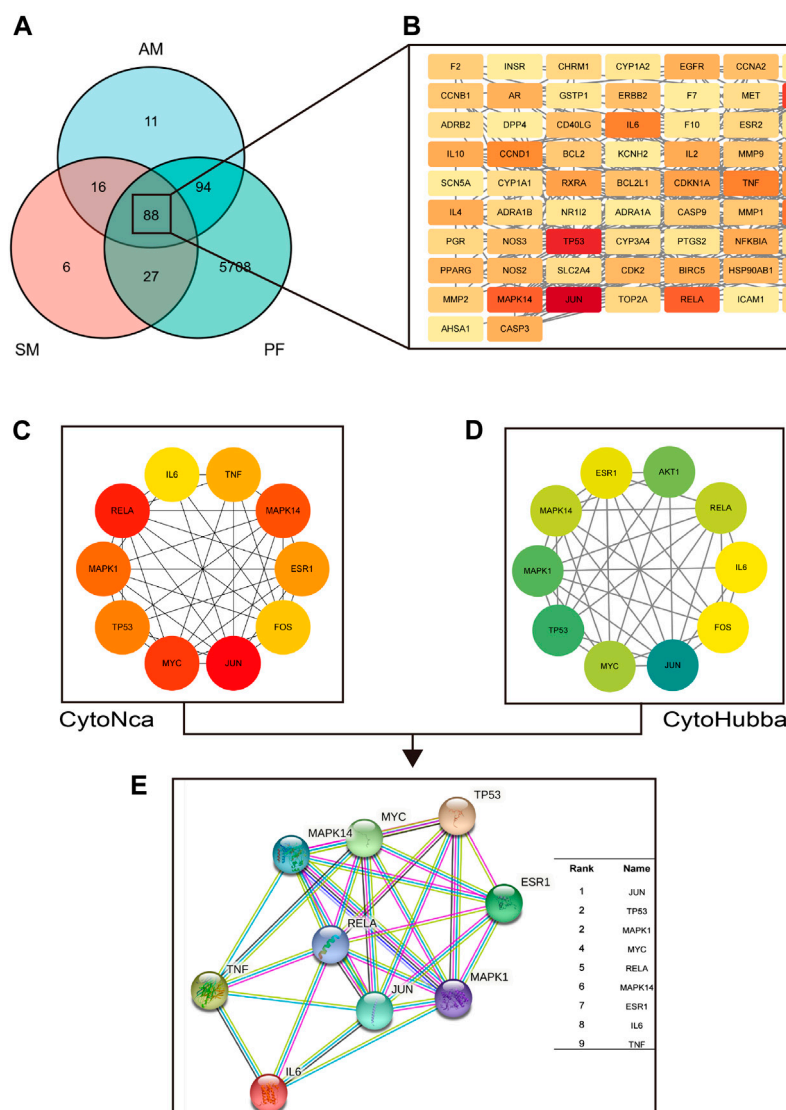 A
B
AM
11
16
94
88
6
27
5708
SM
PF
F2 INSR CHRM1 CYP1A2 EGFR CCNA2
CCNB1 AR GSTP1 ERBB2 F7 MET
ADRB2 DPP4 CD40LG IL6 F10 ESR2
IL10 CCND1 BCL2 KCNH2 IL2 MMP9
SCN5A CYP1A1 RXRA BCL2L1 CDKN1A TNF
IL4 ADRA1B NR1I2 ADRA1A CASP9 MMP1
PGR NOS3 TP53 CYP3A4 PTGS2 NFKBIA
PPARG NOS2 SLC2A4 CDK2 BIRC5 HSP90AB1
MMP2 MAPK14 JUN TOP2A RELA ICAM1
AHSA1 CASP3
C
IL6 TNF
RELA MAPK14
MAPK1 ESR1
TP53 FOS
MYC JUN
CytoNca
D
ESR1 AKT1
MAPK14 RELA
MAPK1 IL6
TP53 FOS
MYC JUN
CytoHubba
E
TP53
MYC
MAPK14
ESR1
RELA
TNF
MAPK1
JUN
IL6
Rank Name
1 JUN
2 TP53
2 MAPK1
4 MYC
5 RELA
6 MAPK14
7 ESR1
8 IL6
9 TNF